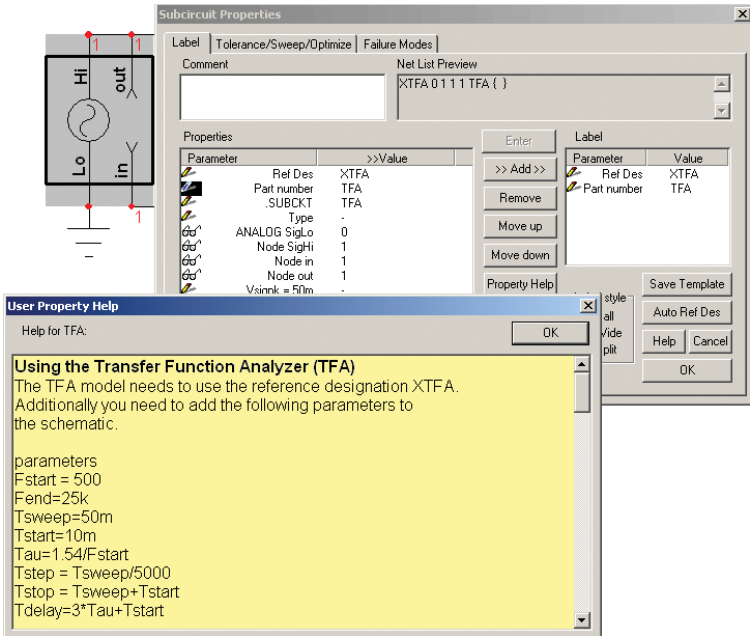 1
1
Hi
out
Lo
in
1
Subcircuit Properties
Label Tolerance/Sweep/Optimize Failure Modes
Comment
Net List Preview
XTFA 0 1 1 1 TFA { }
Properties
Parameter >>Value
Ref Des XTFA
Part number TFA
.SUBCKT TFA
Type -
ANALOG SigLo 0
Node SigHi 1
Node in 1
Node out 1
Vsigpk = 50m -
Enter
>> Add >>
Remove
Move up
Move down
Property Help
Label
Parameter Value
Ref Des XTFA
Part number TFA
style
all
plit
Save Template
Auto Ref Des
Help Cancel
OK
User Property Help
Help for TFA:
OK
Using the Transfer Function Analyzer (TFA)
The TFA model needs to use the reference designation XTFA.
Additionally you need to add the following parameters to
the schematic.
parameters
Fstart = 500
Fend=25k
Tsweep=50m
Tstart=10m
Tau=1.54/Fstart
Tstep = Tsweep/5000
Tstop = Tsweep+Tstart
Tdelay=3*Tau+Tstart